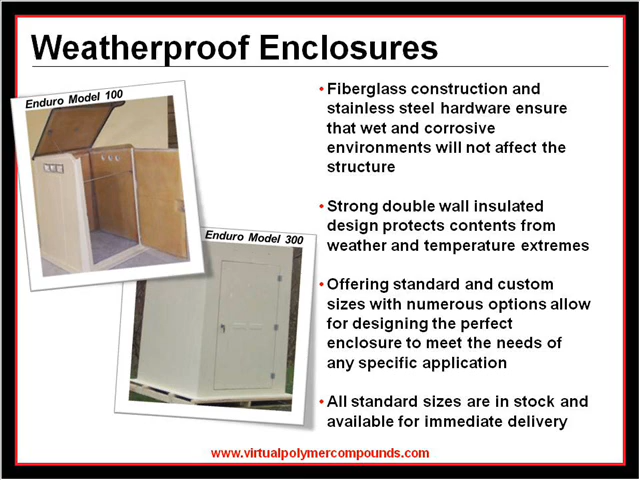 Weatherproof Enclosures
Enduro Model 100
Enduro Model 300
• Fiberglass construction and
stainless steel hardware ensure
that wet and corrosive
environments will not affect the
structure
• Strong double wall insulated
design protects contents from
weather and temperature extremes
• Offering standard and custom
sizes with numerous options allow
for designing the perfect
enclosure to meet the needs of
any specific application
• All standard sizes are in stock and
available for immediate delivery
www.virtualpolymercompounds.com